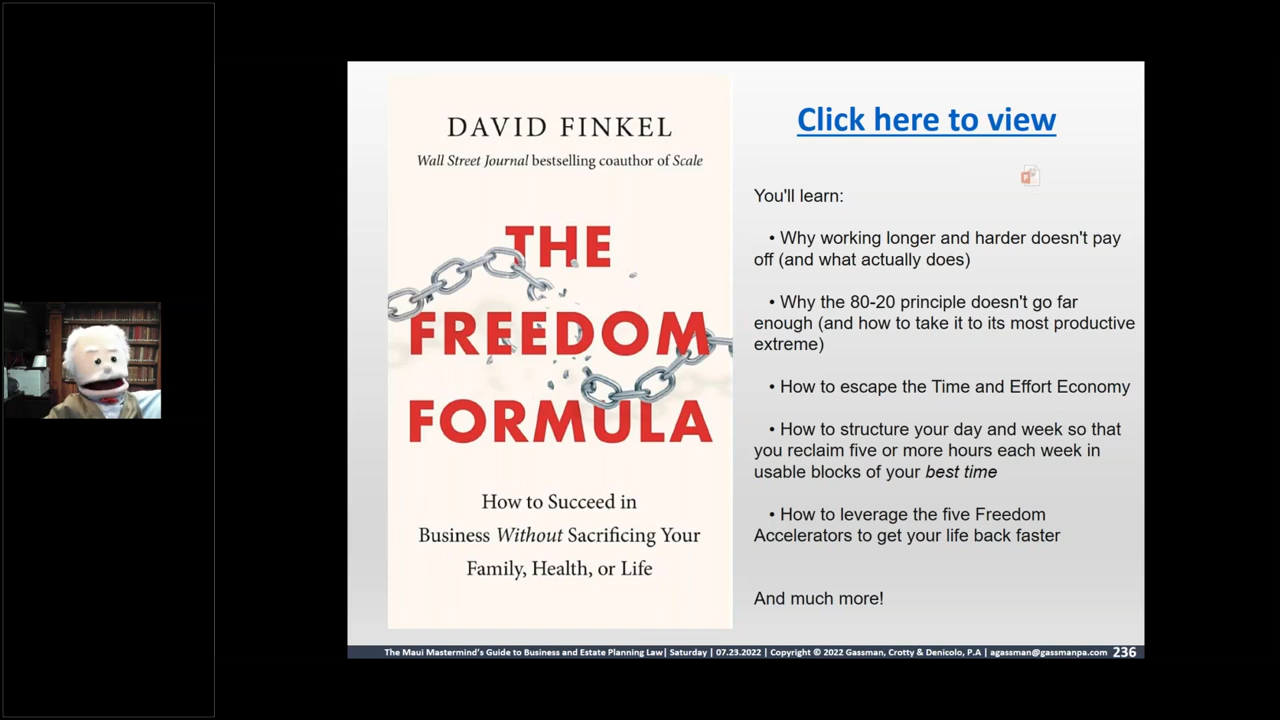 DAVID FINKEL
Wall Street Journal bestselling coauthor of Scale
THE
FREEDOM
FORMULA
How to Succeed in
Business Without Sacrificing Your
Family, Health, or Life
Click here to view
P
You'll learn:
• Why working longer and harder doesn't pay
off (and what actually does)
• Why the 80-20 principle doesn't go far
enough (and how to take it to its most productive
extreme)
• How to escape the Time and Effort Economy
• How to structure your day and week so that
you reclaim five or more hours each week in
usable blocks of your best time
• How to leverage the five Freedom
Accelerators to get your life back faster
And much more!
The Maui Mastermind's Guide to Business and Estate Planning Law| Saturday | 07.23.2022 | Copyright © 2022 Gassman, Crotty & Denicolo, P.A | agassman@gassmanpa.com 236